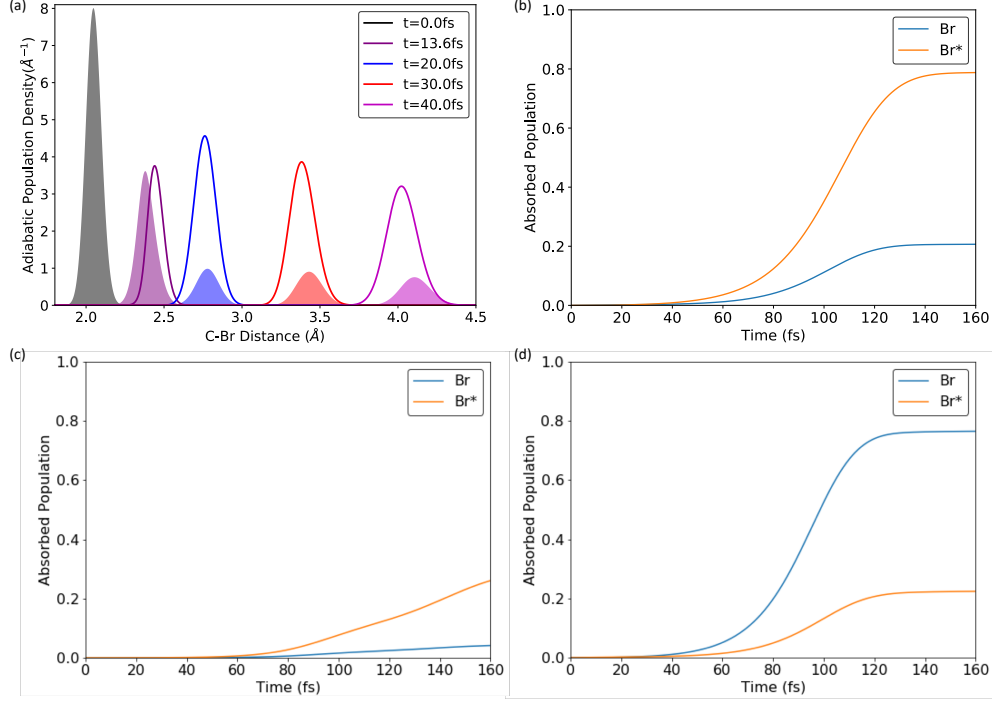 (a)
Adiabatic Population Density(Å⁻¹)
8
7
6
5
4
3
2
1
0
t=0.0fs
t=13.6fs
t=20.0fs
t=30.0fs
t=40.0fs
2.0 2.5 3.0 3.5 4.0 4.5
C-Br Distance (Å)
(b)
Absorbed Population
1.0
0.8
0.6
0.4
0.2
0.0
Br
Br*
0 20 40 60 80 100 120 140 160
Time (fs)
(c)
Absorbed Population
1.0
0.8
0.6
0.4
0.2
0.0
Br
Br*
0 20 40 60 80 100 120 140 160
Time (fs)
(d)
Absorbed Population
1.0
0.8
0.6
0.4
0.2
0.0
Br
Br*
0 20 40 60 80 100 120 140 160
Time (fs)